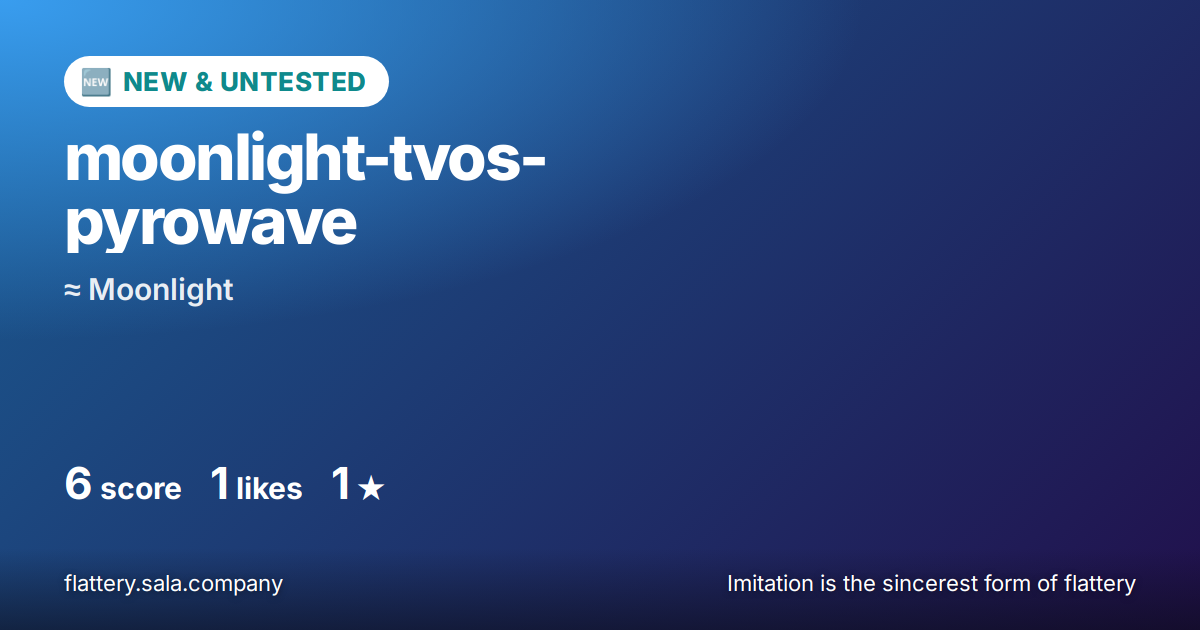 🆕 NEW & UNTESTED
moonlight-tvos-
pyrowave
≈ Moonlight
6 score 1 likes 1 ★
flattery.sala.company
Imitation is the sincerest form of flattery